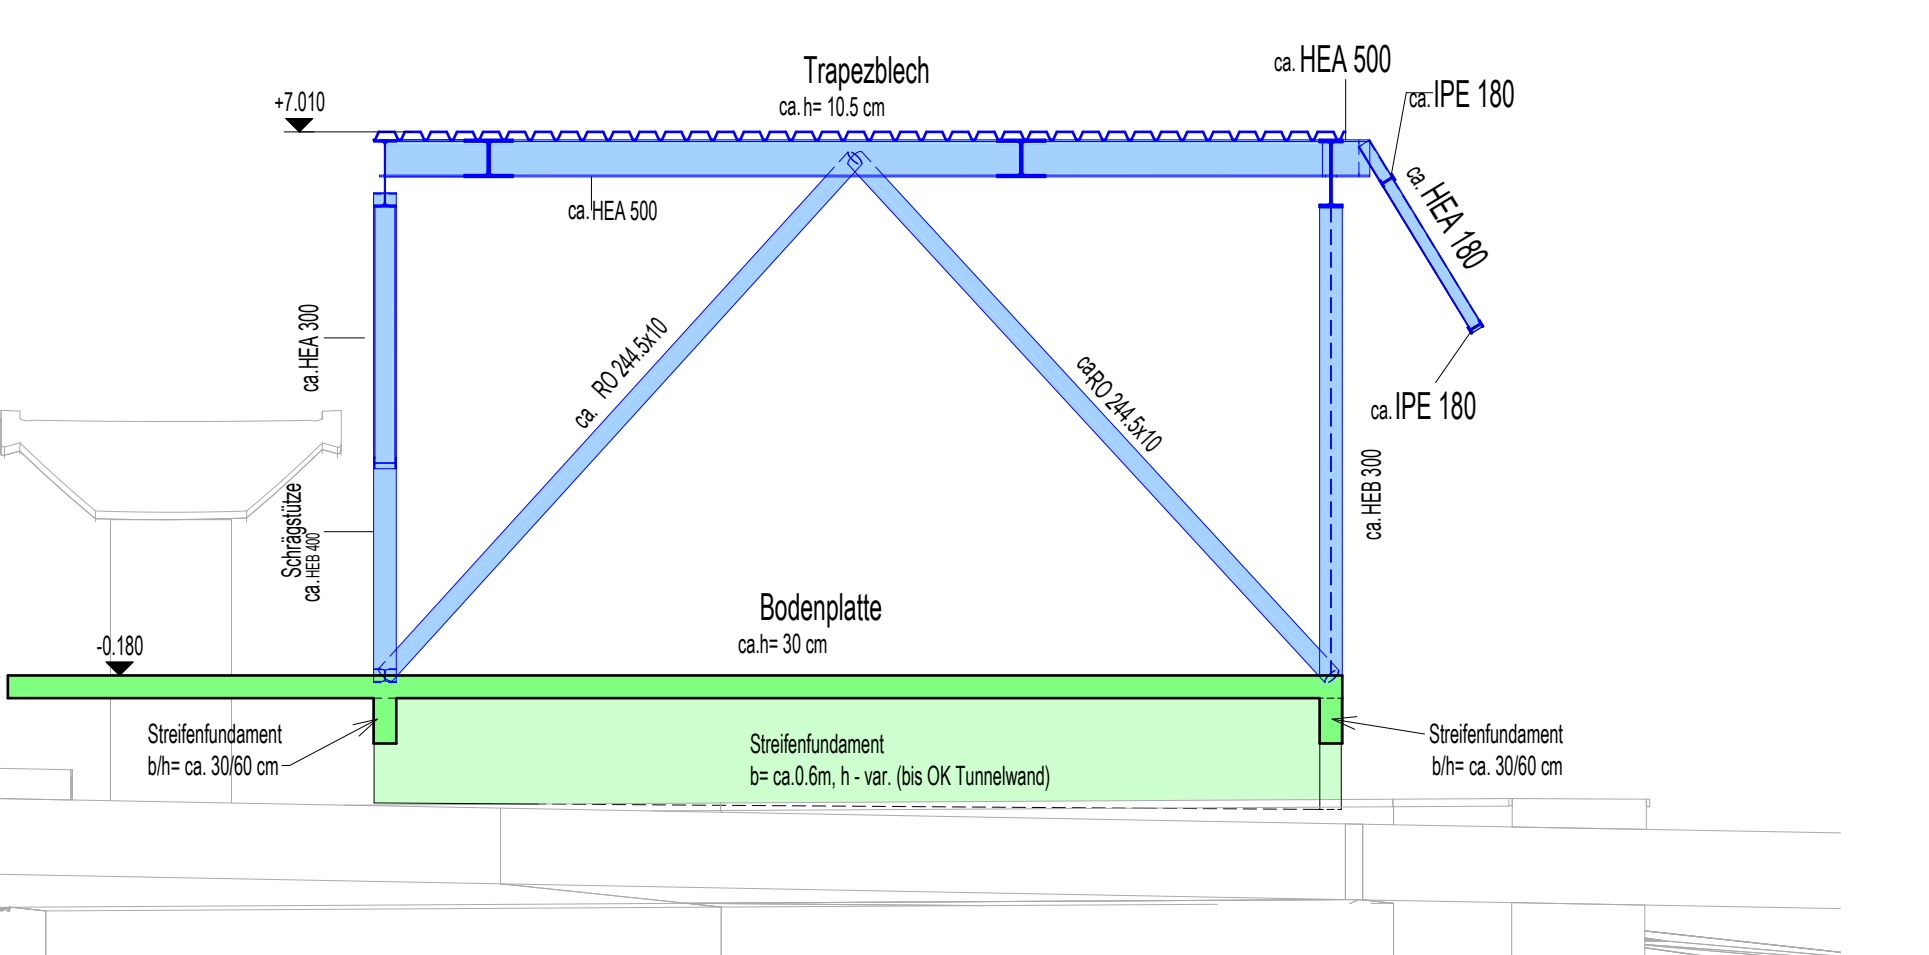 Trapezblech
ca. h= 10.5 cm
+7.010
ca. HEA 500
ca. IPE 180
ca. HEA 180
ca. HEA 500
ca. HEA 300
ca. RO 244.5x10
ca. RO 244.5x10
ca. IPE 180
ca. HEB 300
Schrägstütze
ca. HEB 400
Bodenplatte
ca.h= 30 cm
-0.180
Streifenfundament
b/h= ca. 30/60 cm
Streifenfundament
b= ca.0.6m, h - var. (bis OK Tunnelwand)
Streifenfundament
b/h= ca. 30/60 cm